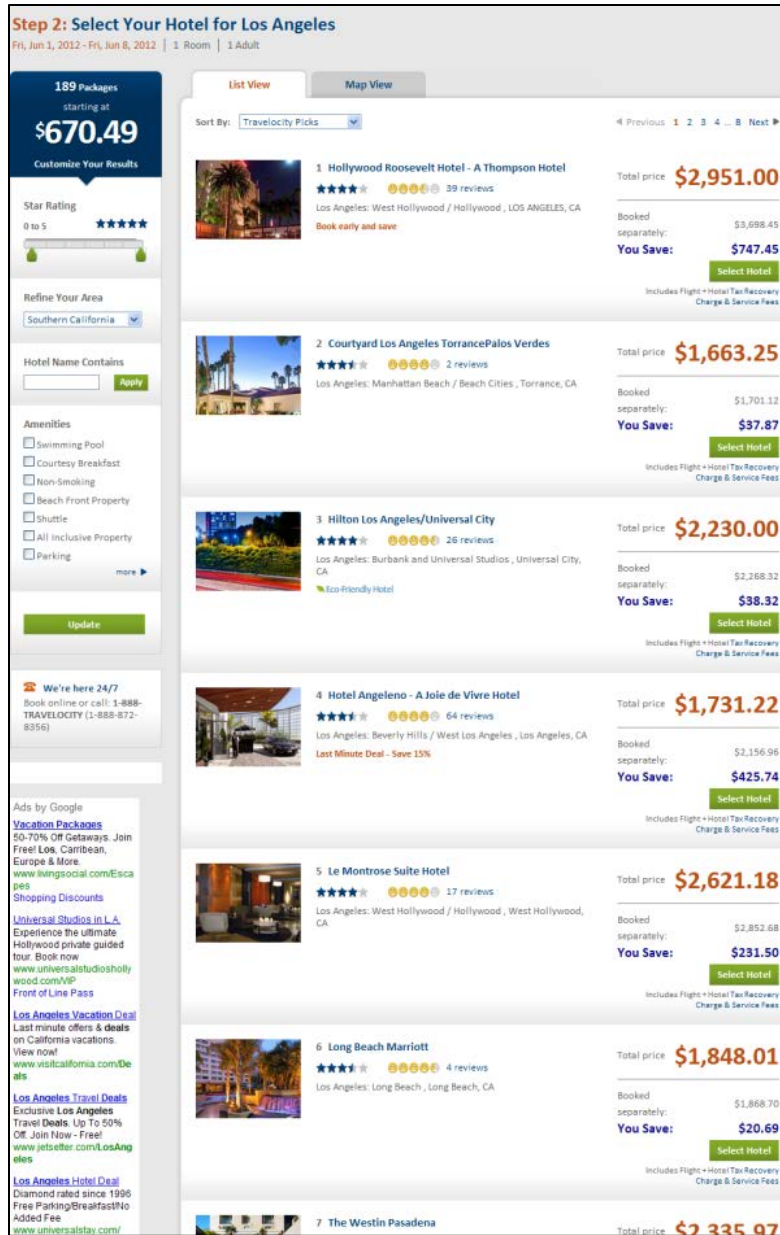 Step 2: Select Your Hotel for Los Angeles
Fri, Jun 1, 2012 - Fri, Jun 8, 2012 | 1 Room | 1 Adult
189 Packages
starting at
$670.49
Customize Your Results
Star Rating
0 to 5
Refine Your Area
Southern California
Hotel Name Contains
Apply
Amenities
Swimming Pool
Courtesy Breakfast
Non-Smoking
Beach Front Property
Shuttle
All Inclusive Property
Parking
more
Update
We're here 24/7
Book online or call: 1-888-
TRAVELOCITY (1-888-872-
8356)
Ads by Google
Vacation Packages
50-70% Off Getaways. Join
Free! Los, Carribean,
Europe & More.
www.livingsocial.com/Esca
pes
Shopping Discounts
Universal Studios in L.A.
Experience the ultimate
Hollywood private guided
tour. Book now
www.universalstudiosholly
wood.com/VIP
Front of Line Pass
Los Angeles Vacation Deal
Last minute offers & deals
on California vacations.
View now!
www.visitcalifornia.com/De
als
Los Angeles Travel Deals
Exclusive Los Angeles
Travel Deals. Up To 50%
Off. Join Now - Free!
www.jetsetter.com/LosAng
eles
Los Angeles Hotel Deal
Diamond rated since 1996
Free Parking/Breakfast/No
Added Fee
www.universalstay.com/
List View
Map View
Sort By: Travelocity Picks
Previous 1 2 3 4 ... 8 Next
1 Hollywood Roosevelt Hotel - A Thompson Hotel
39 reviews
Los Angeles: West Hollywood / Hollywood , LOS ANGELES, CA
Book early and save
Total price $2,951.00
Booked
separately: $3,698.45
You Save: $747.45
Select Hotel
Includes Flight + Hotel Tax Recovery
Charge & Service Fees
2 Courtyard Los Angeles TorrancePalos Verdes
2 reviews
Los Angeles: Manhattan Beach / Beach Cities , Torrance, CA
Total price $1,663.25
Booked
separately: $1,701.12
You Save: $37.87
Select Hotel
Includes Flight + Hotel Tax Recovery
Charge & Service Fees
3 Hilton Los Angeles/Universal City
26 reviews
Los Angeles: Burbank and Universal Studios , Universal City,
CA
Eco-Friendly Hotel
Total price $2,230.00
Booked
separately: $2,268.32
You Save: $38.32
Select Hotel
Includes Flight + Hotel Tax Recovery
Charge & Service Fees
4 Hotel Angeleno - A Joie de Vivre Hotel
64 reviews
Los Angeles: Beverly Hills / West Los Angeles , Los Angeles, CA
Last Minute Deal - Save 15%
Total price $1,731.22
Booked
separately: $2,156.96
You Save: $425.74
Select Hotel
Includes Flight + Hotel Tax Recovery
Charge & Service Fees
5 Le Montrose Suite Hotel
17 reviews
Los Angeles: West Hollywood / Hollywood , West Hollywood,
CA
Total price $2,621.18
Booked
separately: $2,852.68
You Save: $231.50
Select Hotel
Includes Flight + Hotel Tax Recovery
Charge & Service Fees
6 Long Beach Marriott
4 reviews
Los Angeles: Long Beach , Long Beach, CA
Total price $1,848.01
Booked
separately: $1,868.70
You Save: $20.69
Select Hotel
Includes Flight + Hotel Tax Recovery
Charge & Service Fees
7 The Westin Pasadena
Total price $2,335.97